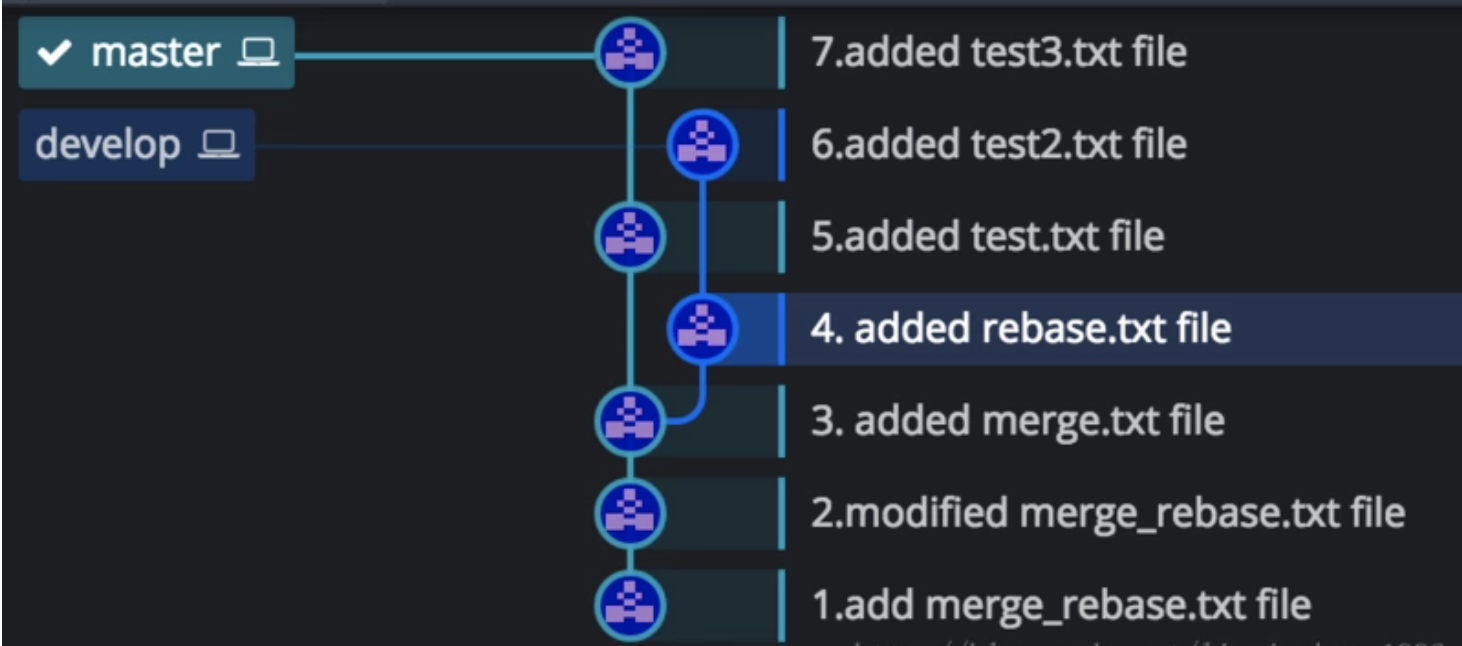 master
7.added test3.txt file
develop
6.added test2.txt file
5.added test.txt file
4. added rebase.txt file
3. added merge.txt file
2.modified merge_rebase.txt file
1.add merge_rebase.txt file